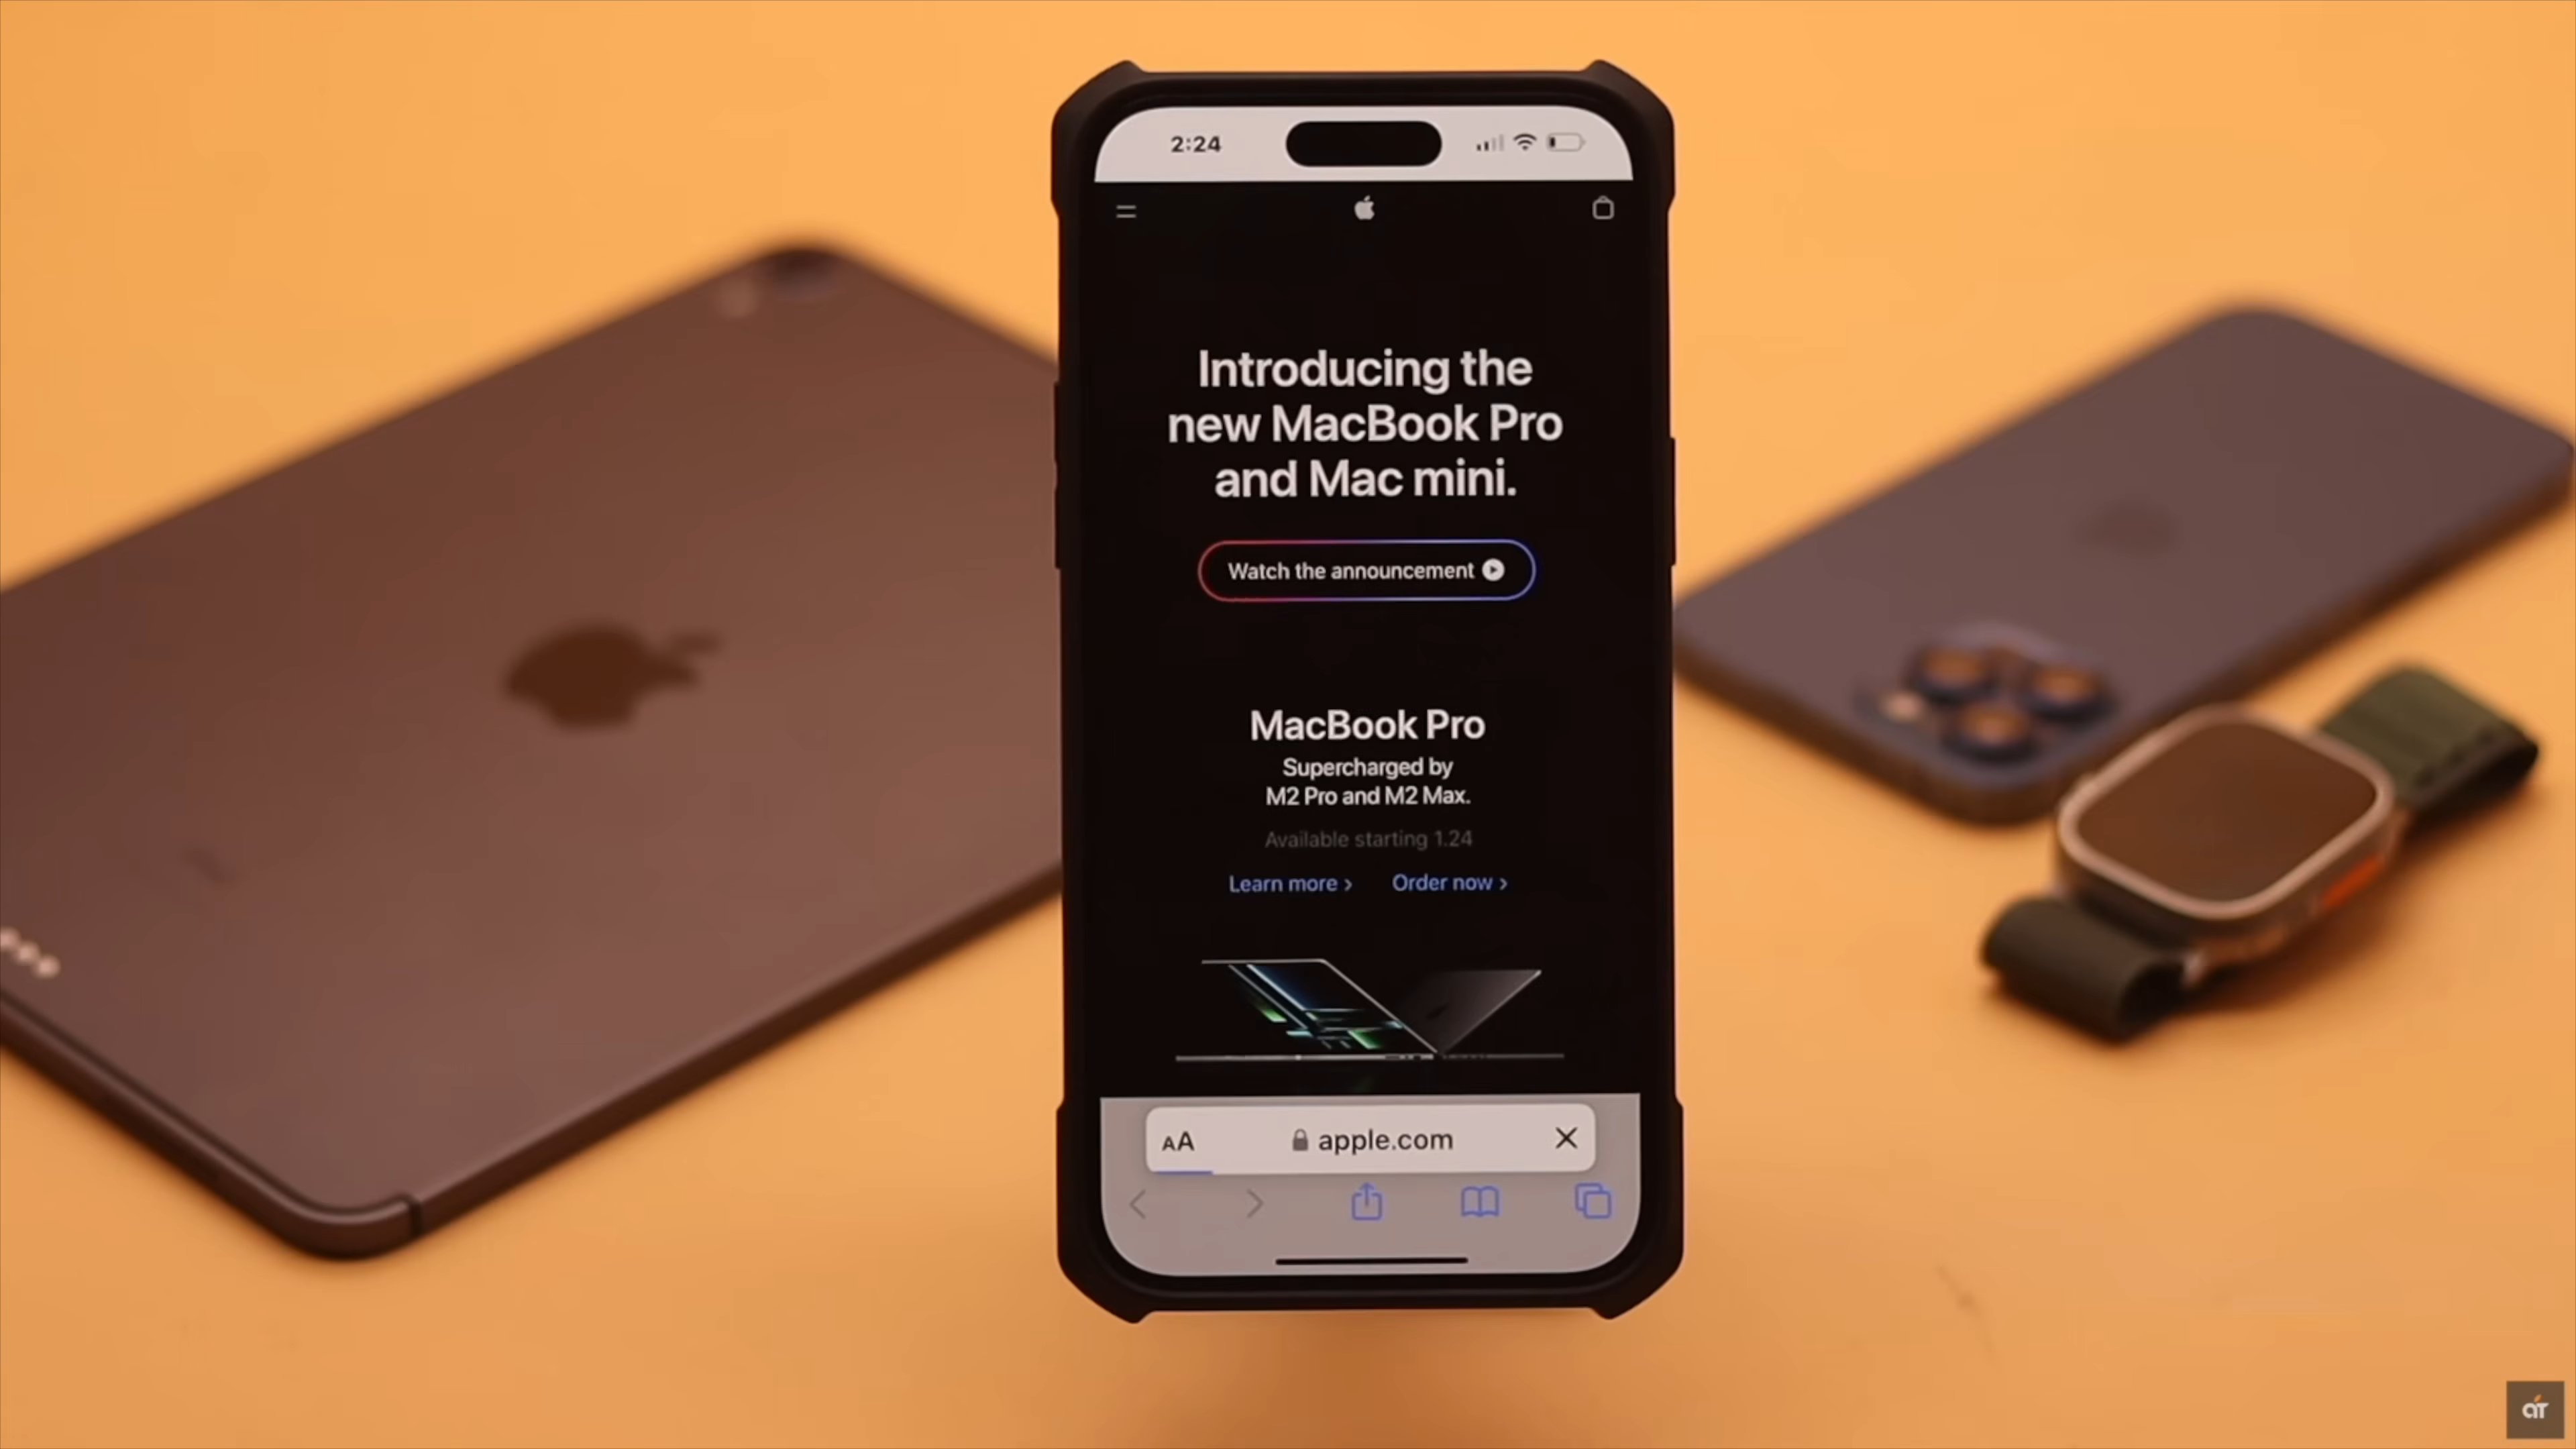 2:24
Introducing the
new MacBook Pro
and Mac mini.
Watch the announcement
MacBook Pro
Supercharged by
M2 Pro and M2 Max.
Available starting 1.24
Learn more >
Order now >
AA
apple.com
aT